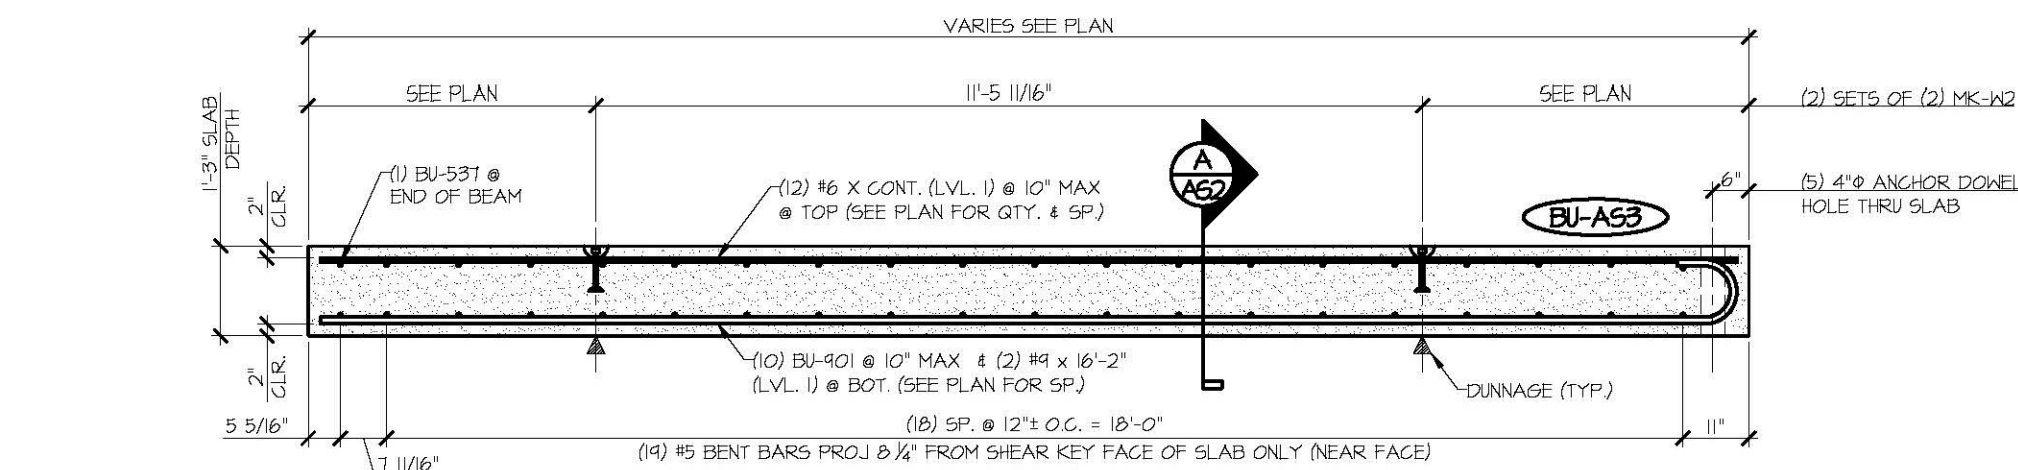 VARIES SEE PLAN
SEE PLAN
11'-5 11/16"
SEE PLAN
(2) SETS OF (2) MK-W2
1'-3" SLAB
DEPTH
(1) BU-537 @
END OF BEAM
2"
CLR.
(12) #6 X CONT. (LVL. 1) @ 10" MAX
@ TOP (SEE PLAN FOR QTY. & SP.)
A
AS2
6"
(5) 4"Φ ANCHOR DOWEL
HOLE THRU SLAB
BU-AS3
2"
CLR.
(10) BU-901 @ 10" MAX & (2) #9 x 16'-2"
(LVL. 1) @ BOT. (SEE PLAN FOR SP.)
DUNNAGE (TYP.)
5 5/16"
(18) SP. @ 12"± O.C. = 18'-0"
11"
(19) #5 BENT BARS PROJ 8 1/4" FROM SHEAR KEY FACE OF SLAB ONLY (NEAR FACE)
7 11/16"